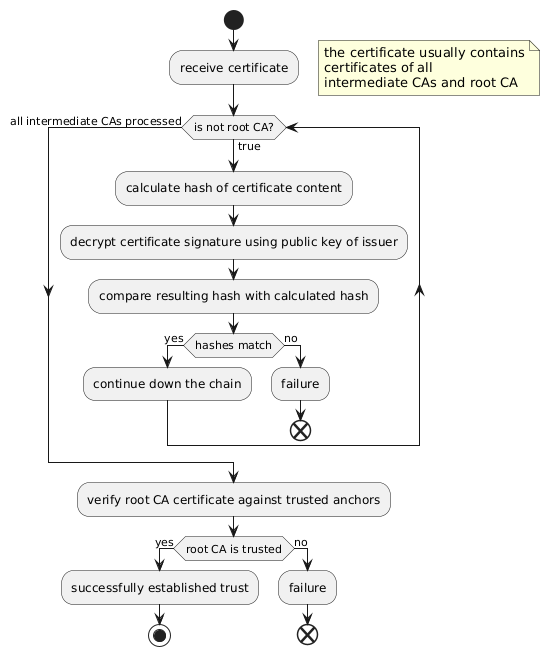 receive certificate
the certificate usually contains
certificates of all
intermediate CAs and root CA
all intermediate CAs processed
is not root CA?
true
calculate hash of certificate content
decrypt certificate signature using public key of issuer
compare resulting hash with calculated hash
yes
hashes match
no
continue down the chain
failure
verify root CA certificate against trusted anchors
yes
root CA is trusted
no
successfully established trust
failure